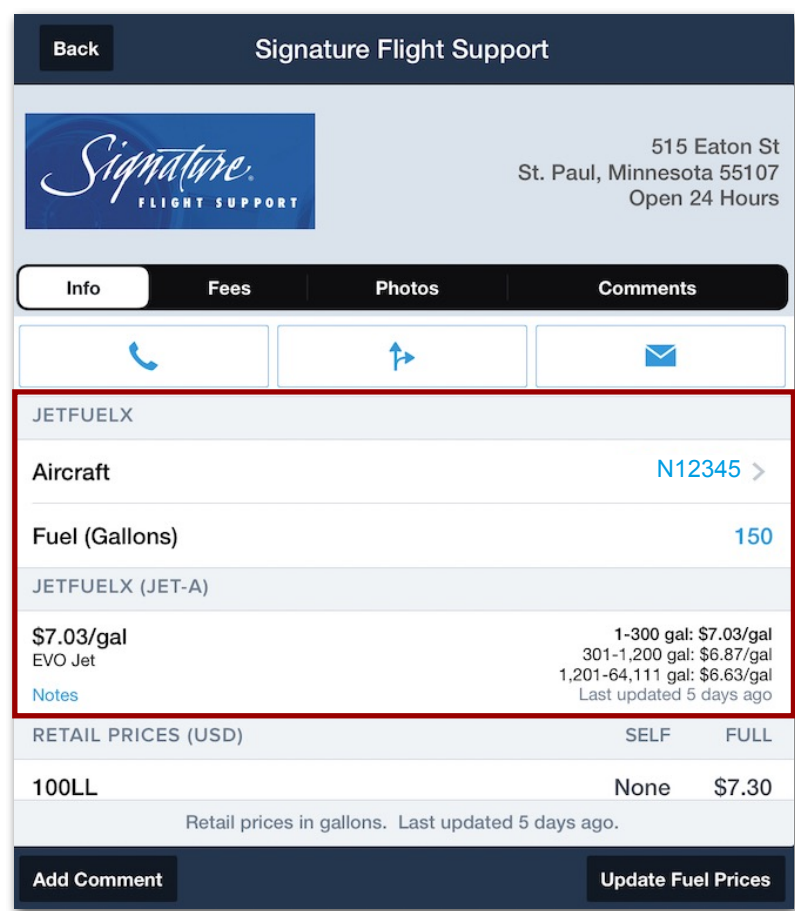 Back
Signature Flight Support
Signature.
FLIGHT SUPPORT
515 Eaton St
St. Paul, Minnesota 55107
Open 24 Hours
Info Fees Photos Comments
JETFUELX
Aircraft N12345
Fuel (Gallons) 150
JETFUELX (JET-A)
$7.03/gal
EVO Jet
Notes
1-300 gal: $7.03/gal
301-1,200 gal: $6.87/gal
1,201-64,111 gal: $6.63/gal
Last updated 5 days ago
RETAIL PRICES (USD) SELF FULL
100LL None $7.30
Retail prices in gallons. Last updated 5 days ago.
Add Comment Update Fuel Prices